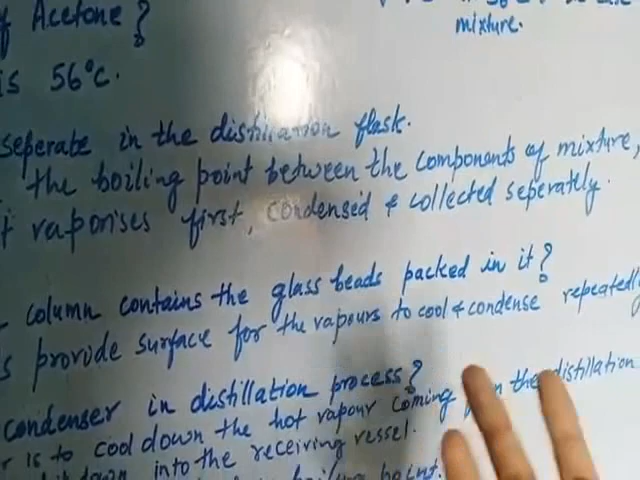 of Acetone?
mixture.
is 56°C.
seperate in the distillation flask.
the boiling point between the components of mixture,
vaporises first, condensed & collected seperately.
column contains the glass beads packed in it?
provide surface for the vapours to cool & condense repeatedly
condenser in distillation process?
is to cool down the hot vapour coming from the distillation
into the receiving vessel.
boiling point.